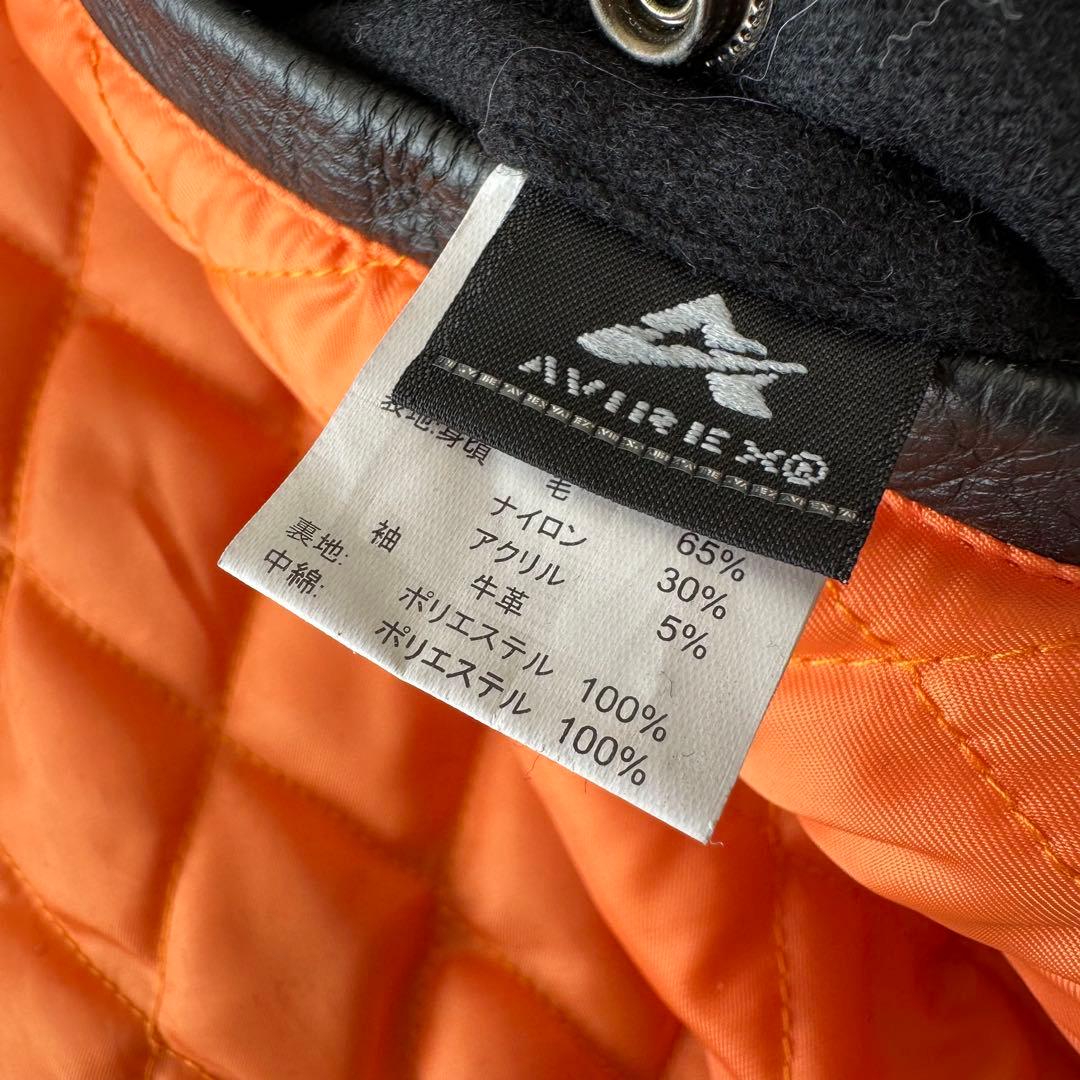 AVIREX®
表地:身頃
毛 65%
ナイロン 30%
アクリル 5%
袖 牛革
裏地: ポリエステル 100%
中綿: ポリエステル 100%